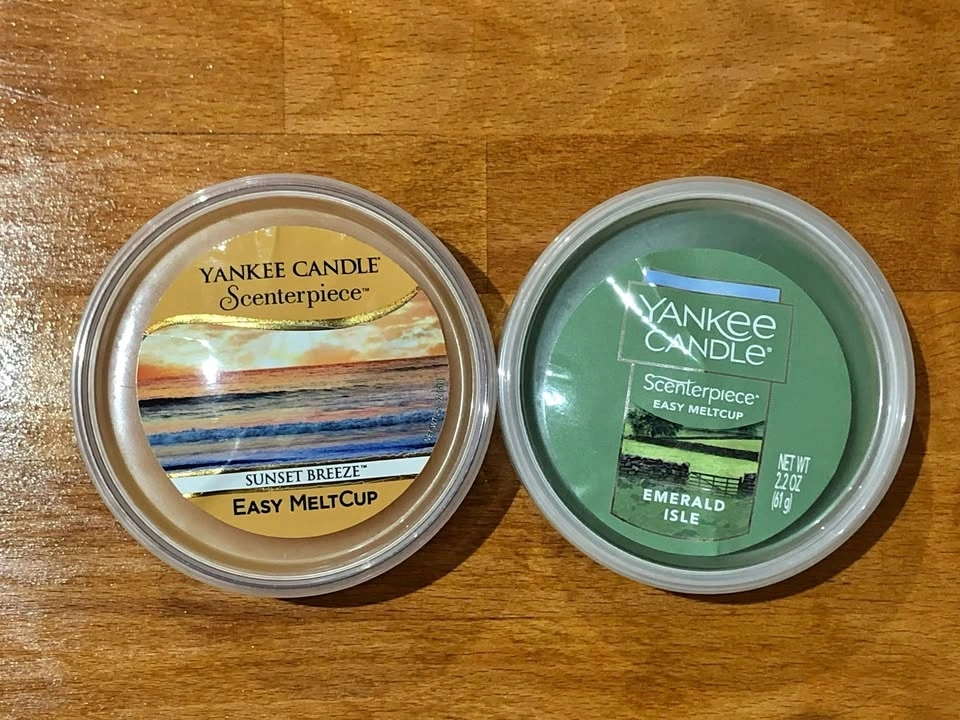 YANKEE CANDLE®
Scenterpiece™
SUNSET BREEZE™
EASY MELTCUP
YANKEE
CANDLE®
Scenterpiece®
EASY MELTCUP
EMERALD
ISLE
NET WT
2.2 OZ
(61 g)